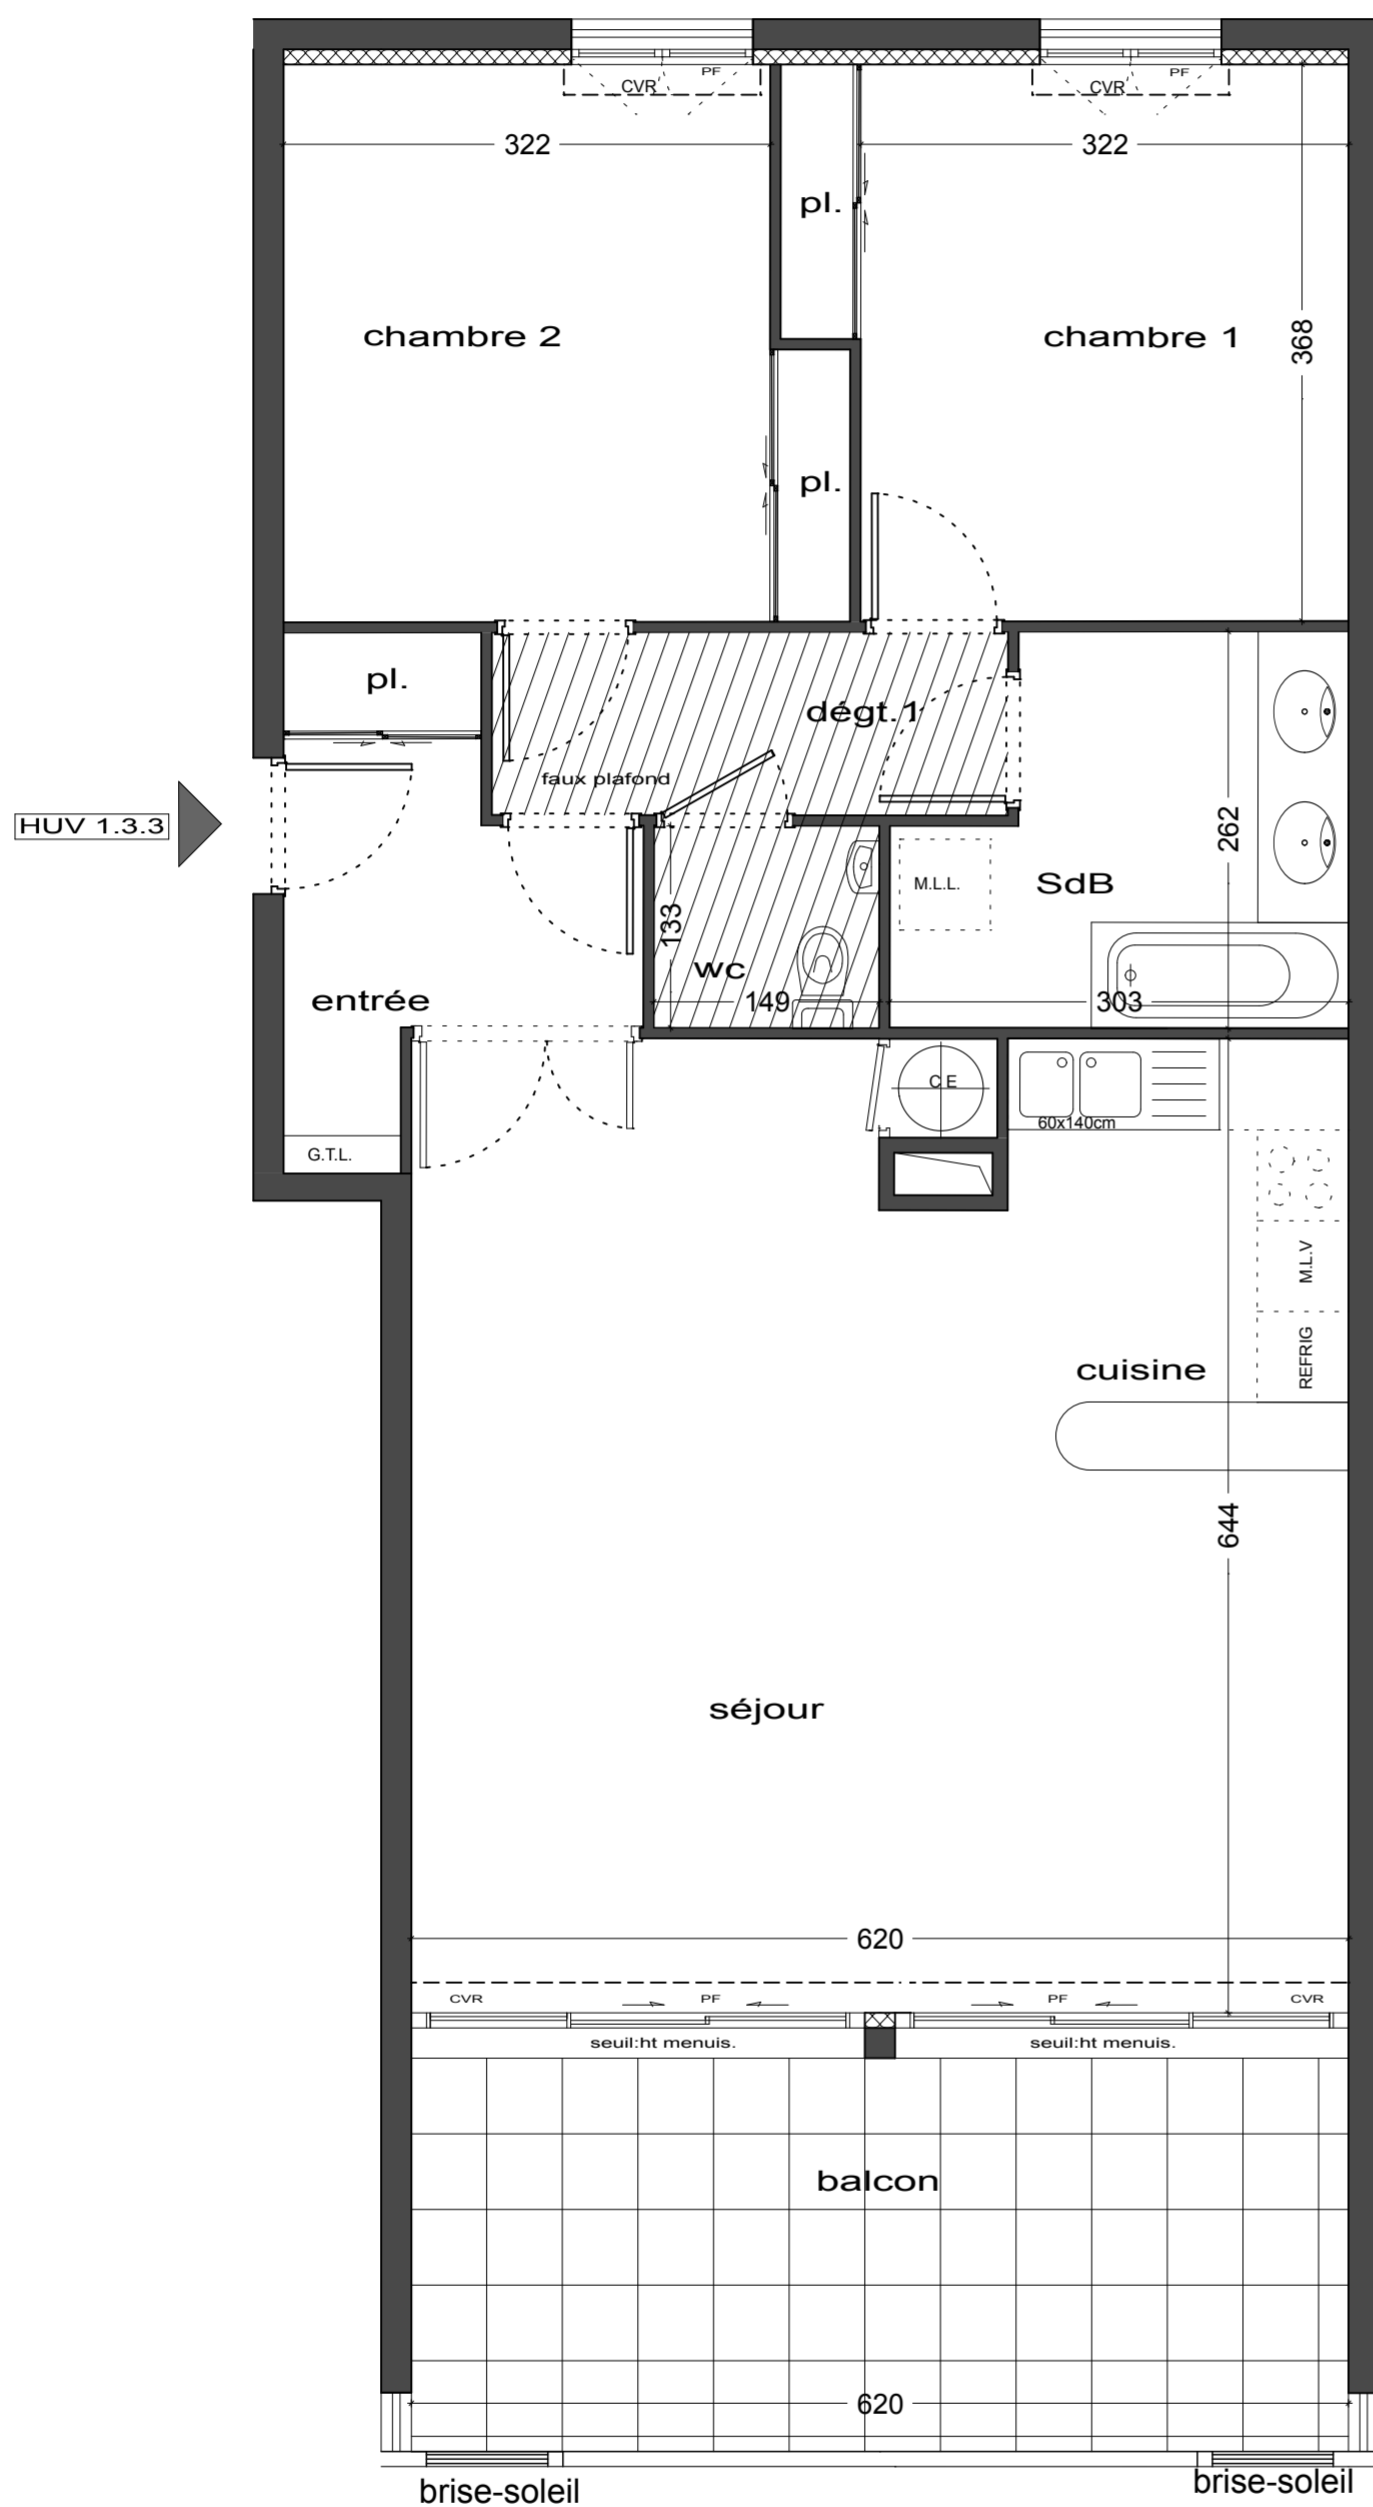 CVR
PF
CVR
PF
322
322
pl.
chambre 2
chambre 1
368
pl.
pl.
dégt.1
faux plafond
HUV 1.3.3
262
M.L.L.
SdB
133
wc
entrée
149
303
C E
60x140cm
G.T.L.
M.L.V
REFRIG
cuisine
644
séjour
620
CVR
PF
PF
CVR
seuil:ht menuis.
seuil:ht menuis.
balcon
620
brise-soleil
brise-soleil